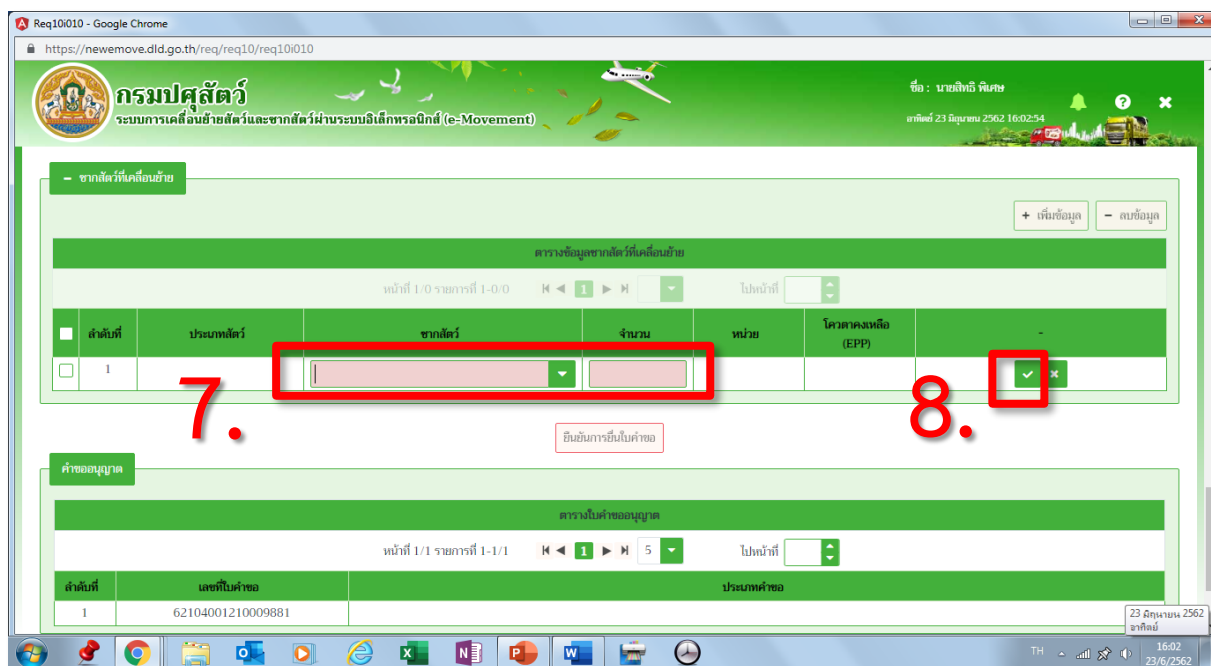 Req10i010 - Google Chrome
https://newemove.dld.go.th/req/req10/req10i010
กรมปศุสัตว์
ระบบการเคลื่อนย้ายสัตว์และซากสัตว์ผ่านระบบอิเล็กทรอนิกส์ (e-Movement)
ชื่อ : นายสิทธิ พิเศษ
อาทิตย์ 23 มิถุนายน 2562 16:02:54
− ซากสัตว์ที่เคลื่อนย้าย
+ เพิ่มข้อมูล − ลบข้อมูล
ตารางข้อมูลซากสัตว์ที่เคลื่อนย้าย
หน้าที่ 1/0 รายการที่ 1-0/0 1 ไปหน้าที่
ลำดับที่ ประเภทสัตว์ ซากสัตว์ จำนวน หน่วย โควตาคงเหลือ (EPP) -
1
7. 8.
ยืนยันการยื่นใบคำขอ
คำขออนุญาต
ตารางใบคำขออนุญาต
หน้าที่ 1/1 รายการที่ 1-1/1 1 5 ไปหน้าที่
ลำดับที่ เลขที่ใบคำขอ ประเภทคำขอ
1 62104001210009881
23 มิถุนายน 2562
อาทิตย์
TH 16:02
23/6/2562